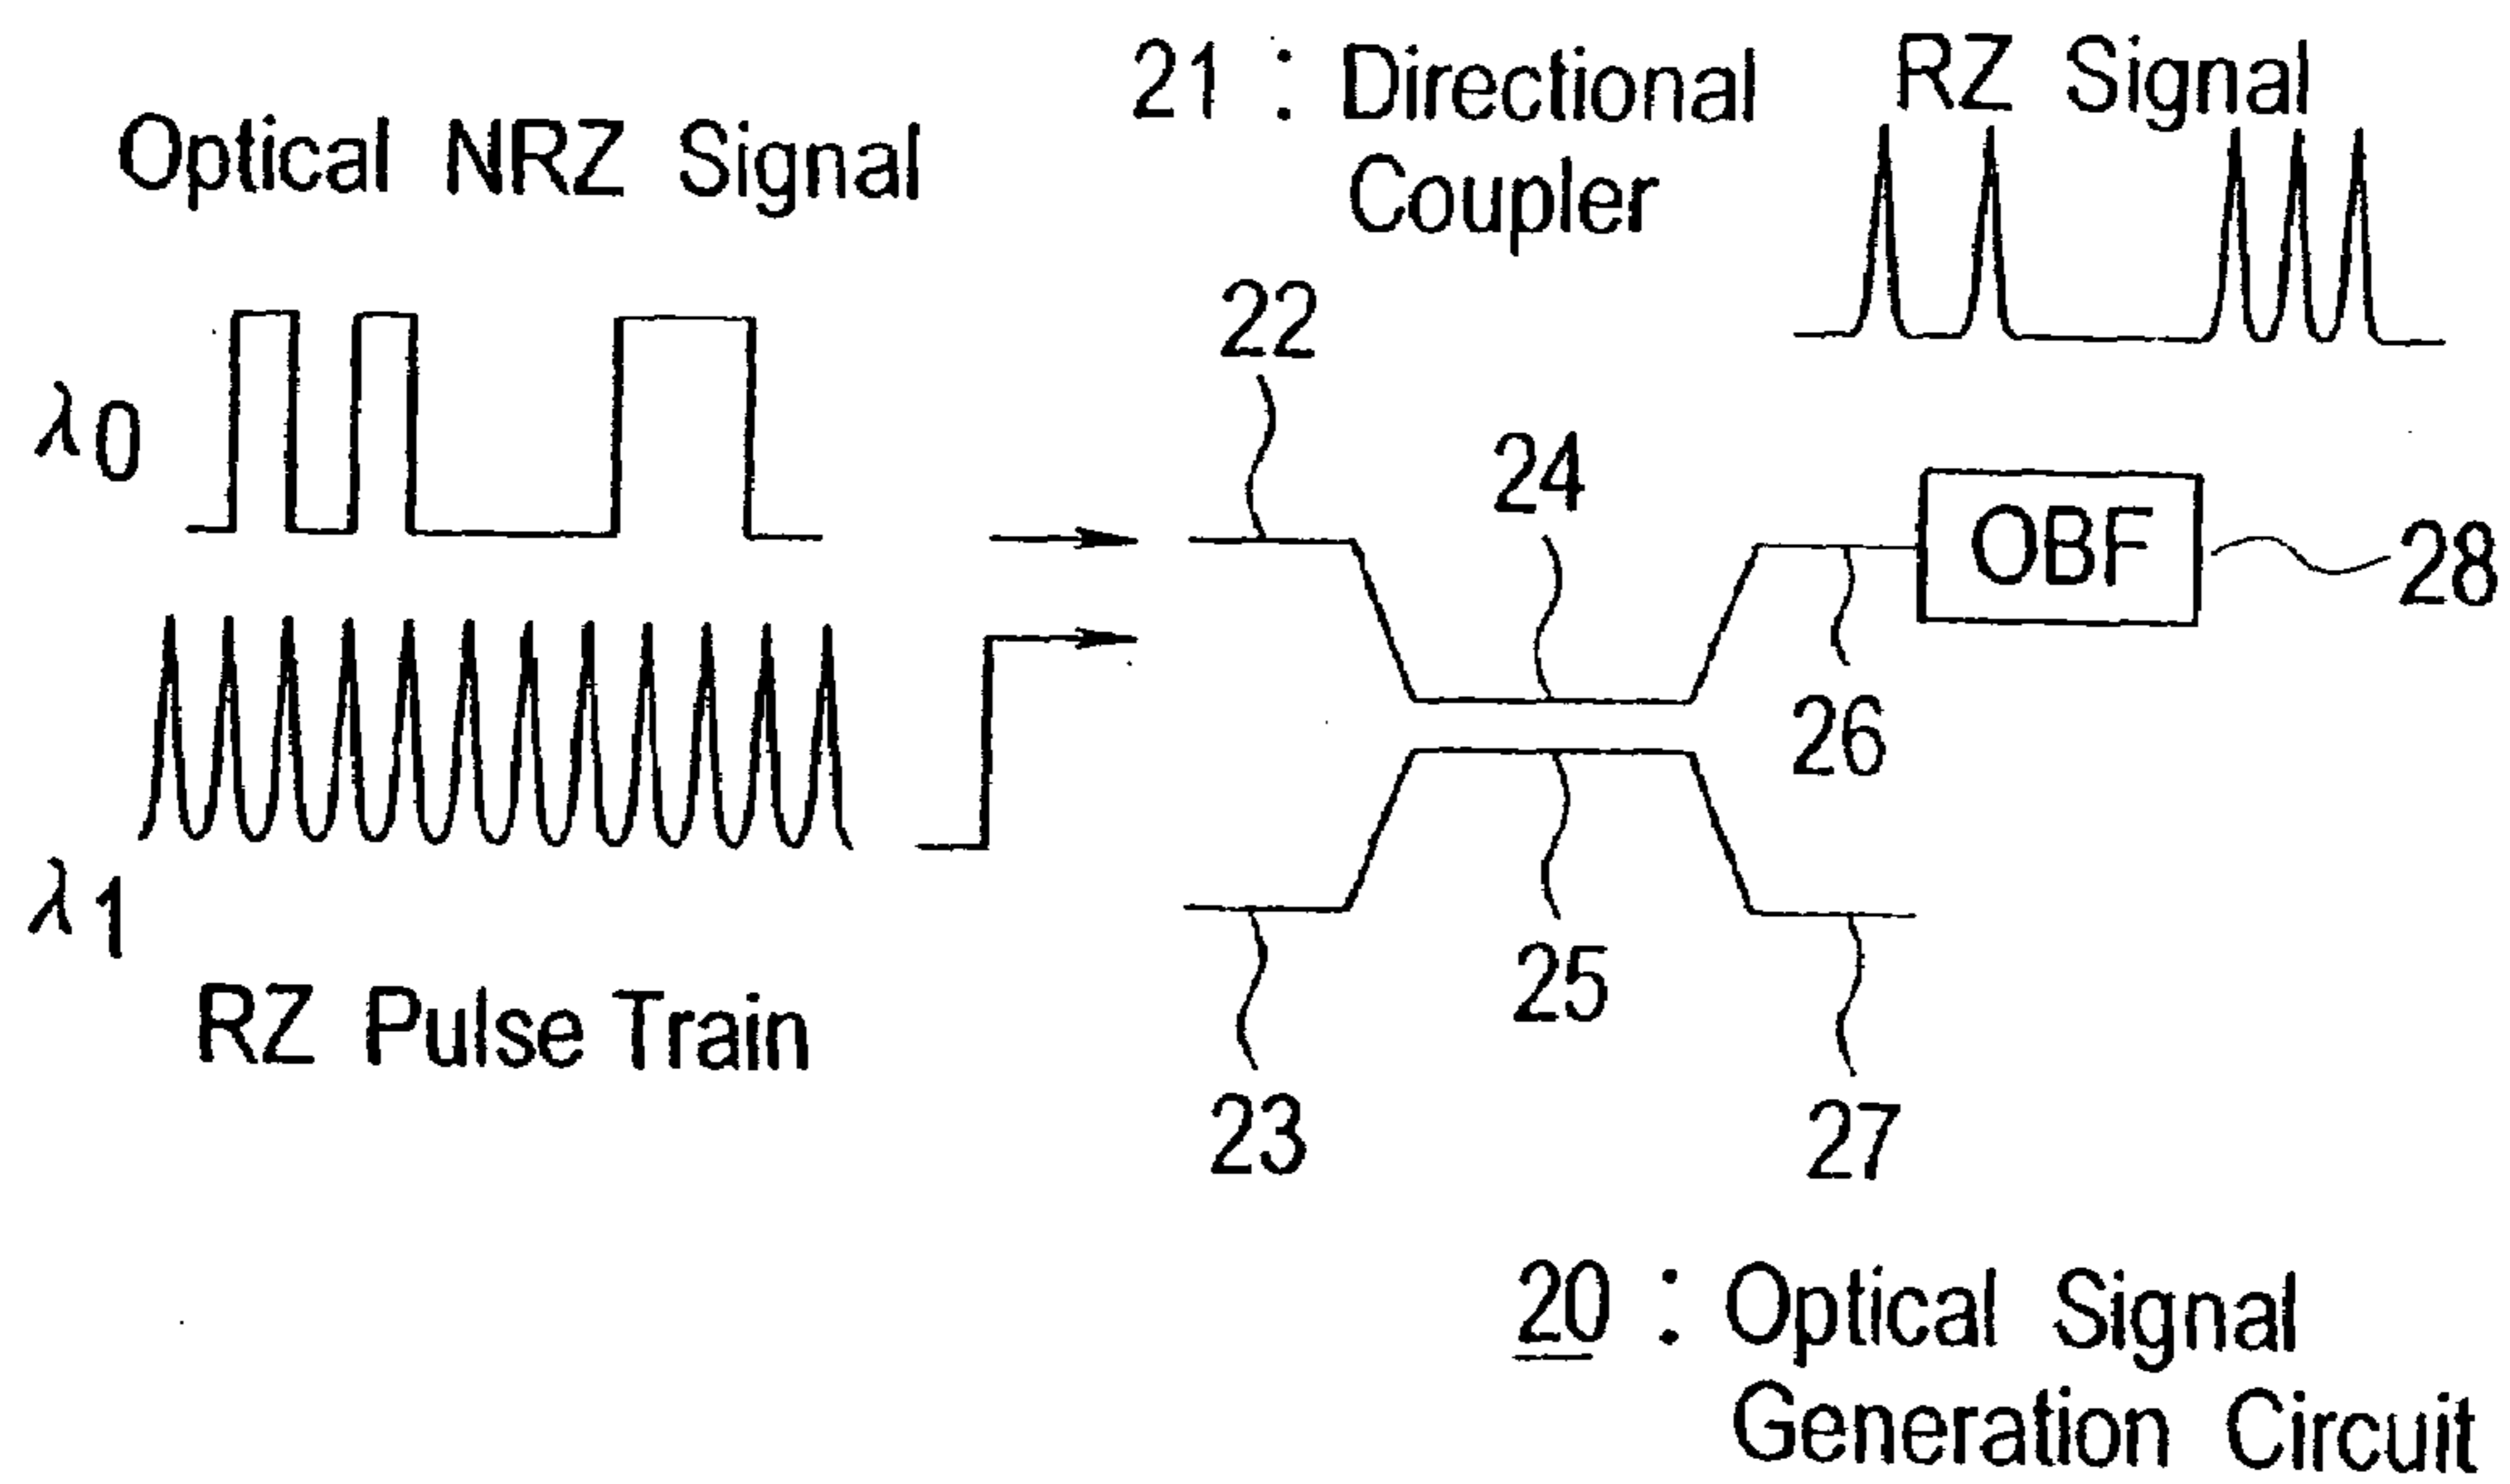 21 : Directional
Coupler
RZ Signal
Optical NRZ Signal
22
λ0
24
OBF
28
26
λ1
25
RZ Pulse Train
23
27
20 : Optical Signal
Generation Circuit